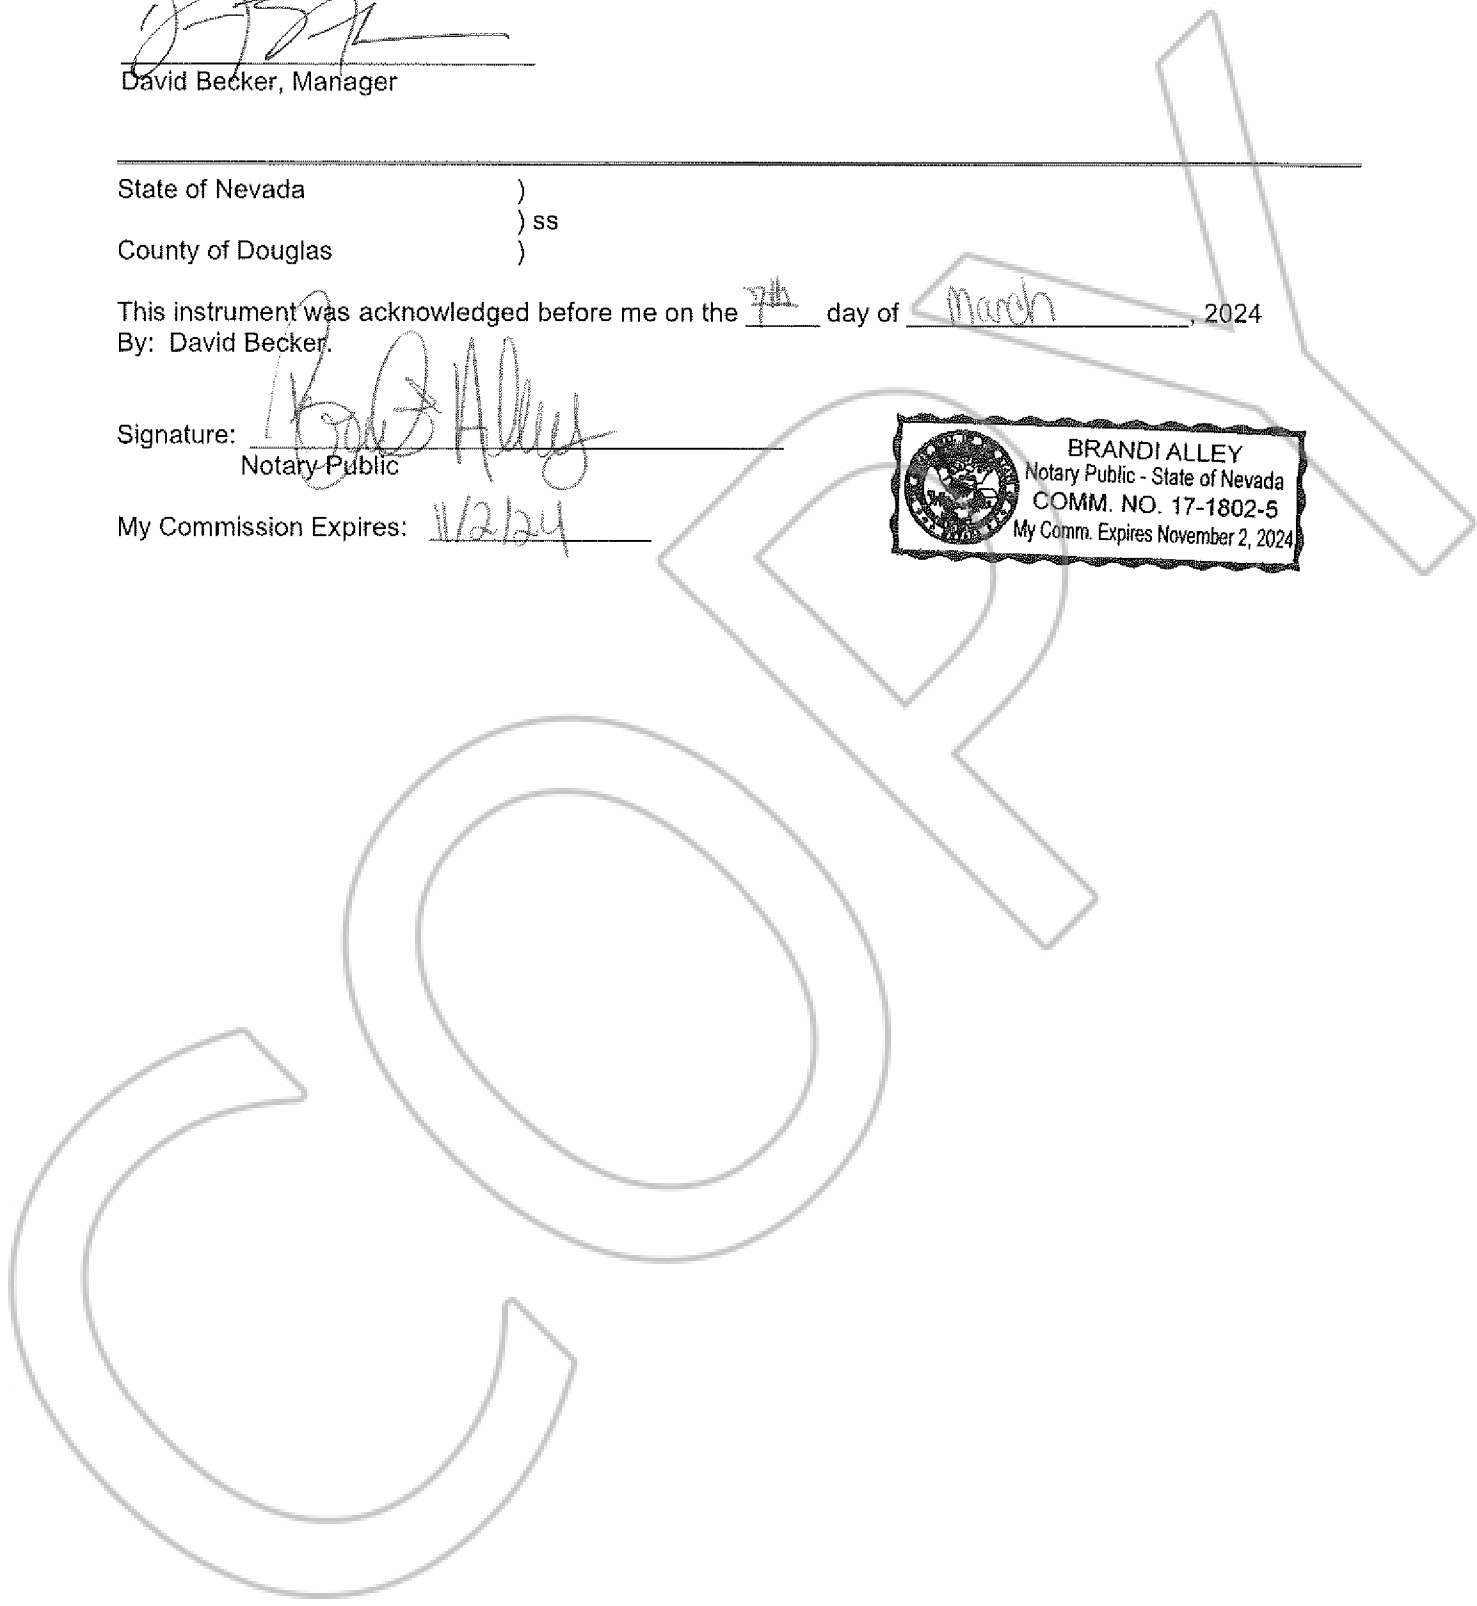 David Becker, Manager
State of Nevada )
) ss
County of Douglas )
This instrument was acknowledged before me on the 7th day of March, 2024
By: David Becker.
Signature: Brandi Alley
Notary Public
My Commission Expires: 11/2/24
BRANDI ALLEY
Notary Public - State of Nevada
COMM. NO. 17-1802-5
My Comm. Expires November 2, 2024
COPY